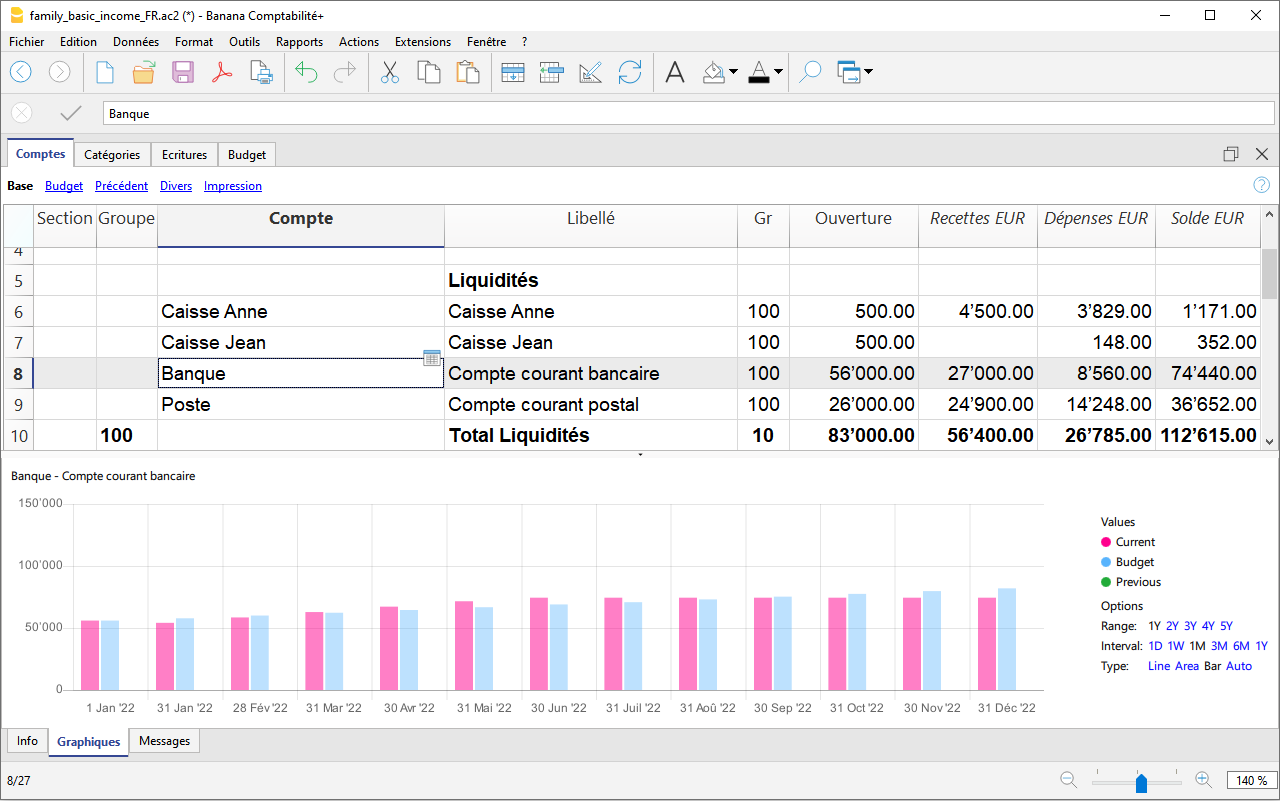 family_basic_income_FR.ac2 (*) - Banana Comptabilité+
Fichier Edition Données Format Outils Rapports Actions Extensions Fenêtre ?
Banque
Comptes Catégories Ecritures Budget
Base Budget Précédent Divers Impression
Section Groupe Compte Libellé Gr Ouverture Recettes EUR Dépenses EUR Solde EUR
4
5 Liquidités
6 Caisse Anne Caisse Anne 100 500.00 4’500.00 3’829.00 1’171.00
7 Caisse Jean Caisse Jean 100 500.00 148.00 352.00
8 Banque Compte courant bancaire 100 56’000.00 27’000.00 8’560.00 74’440.00
9 Poste Compte courant postal 100 26’000.00 24’900.00 14’248.00 36’652.00
10 100 Total Liquidités 10 83’000.00 56’400.00 26’785.00 112’615.00
Banque - Compte courant bancaire
150'000
100'000
50'000
0
1 Jan '22 31 Jan '22 28 Fév '22 31 Mar '22 30 Avr '22 31 Mai '22 30 Jun '22 31 Juil '22 31 Aoû '22 30 Sep '22 31 Oct '22 30 Nov '22 31 Déc '22
Values
Current
Budget
Previous
Options
Range: 1Y 2Y 3Y 4Y 5Y
Interval: 1D 1W 1M 3M 6M 1Y
Type: Line Area Bar Auto
Info Graphiques Messages
8/27 140 %